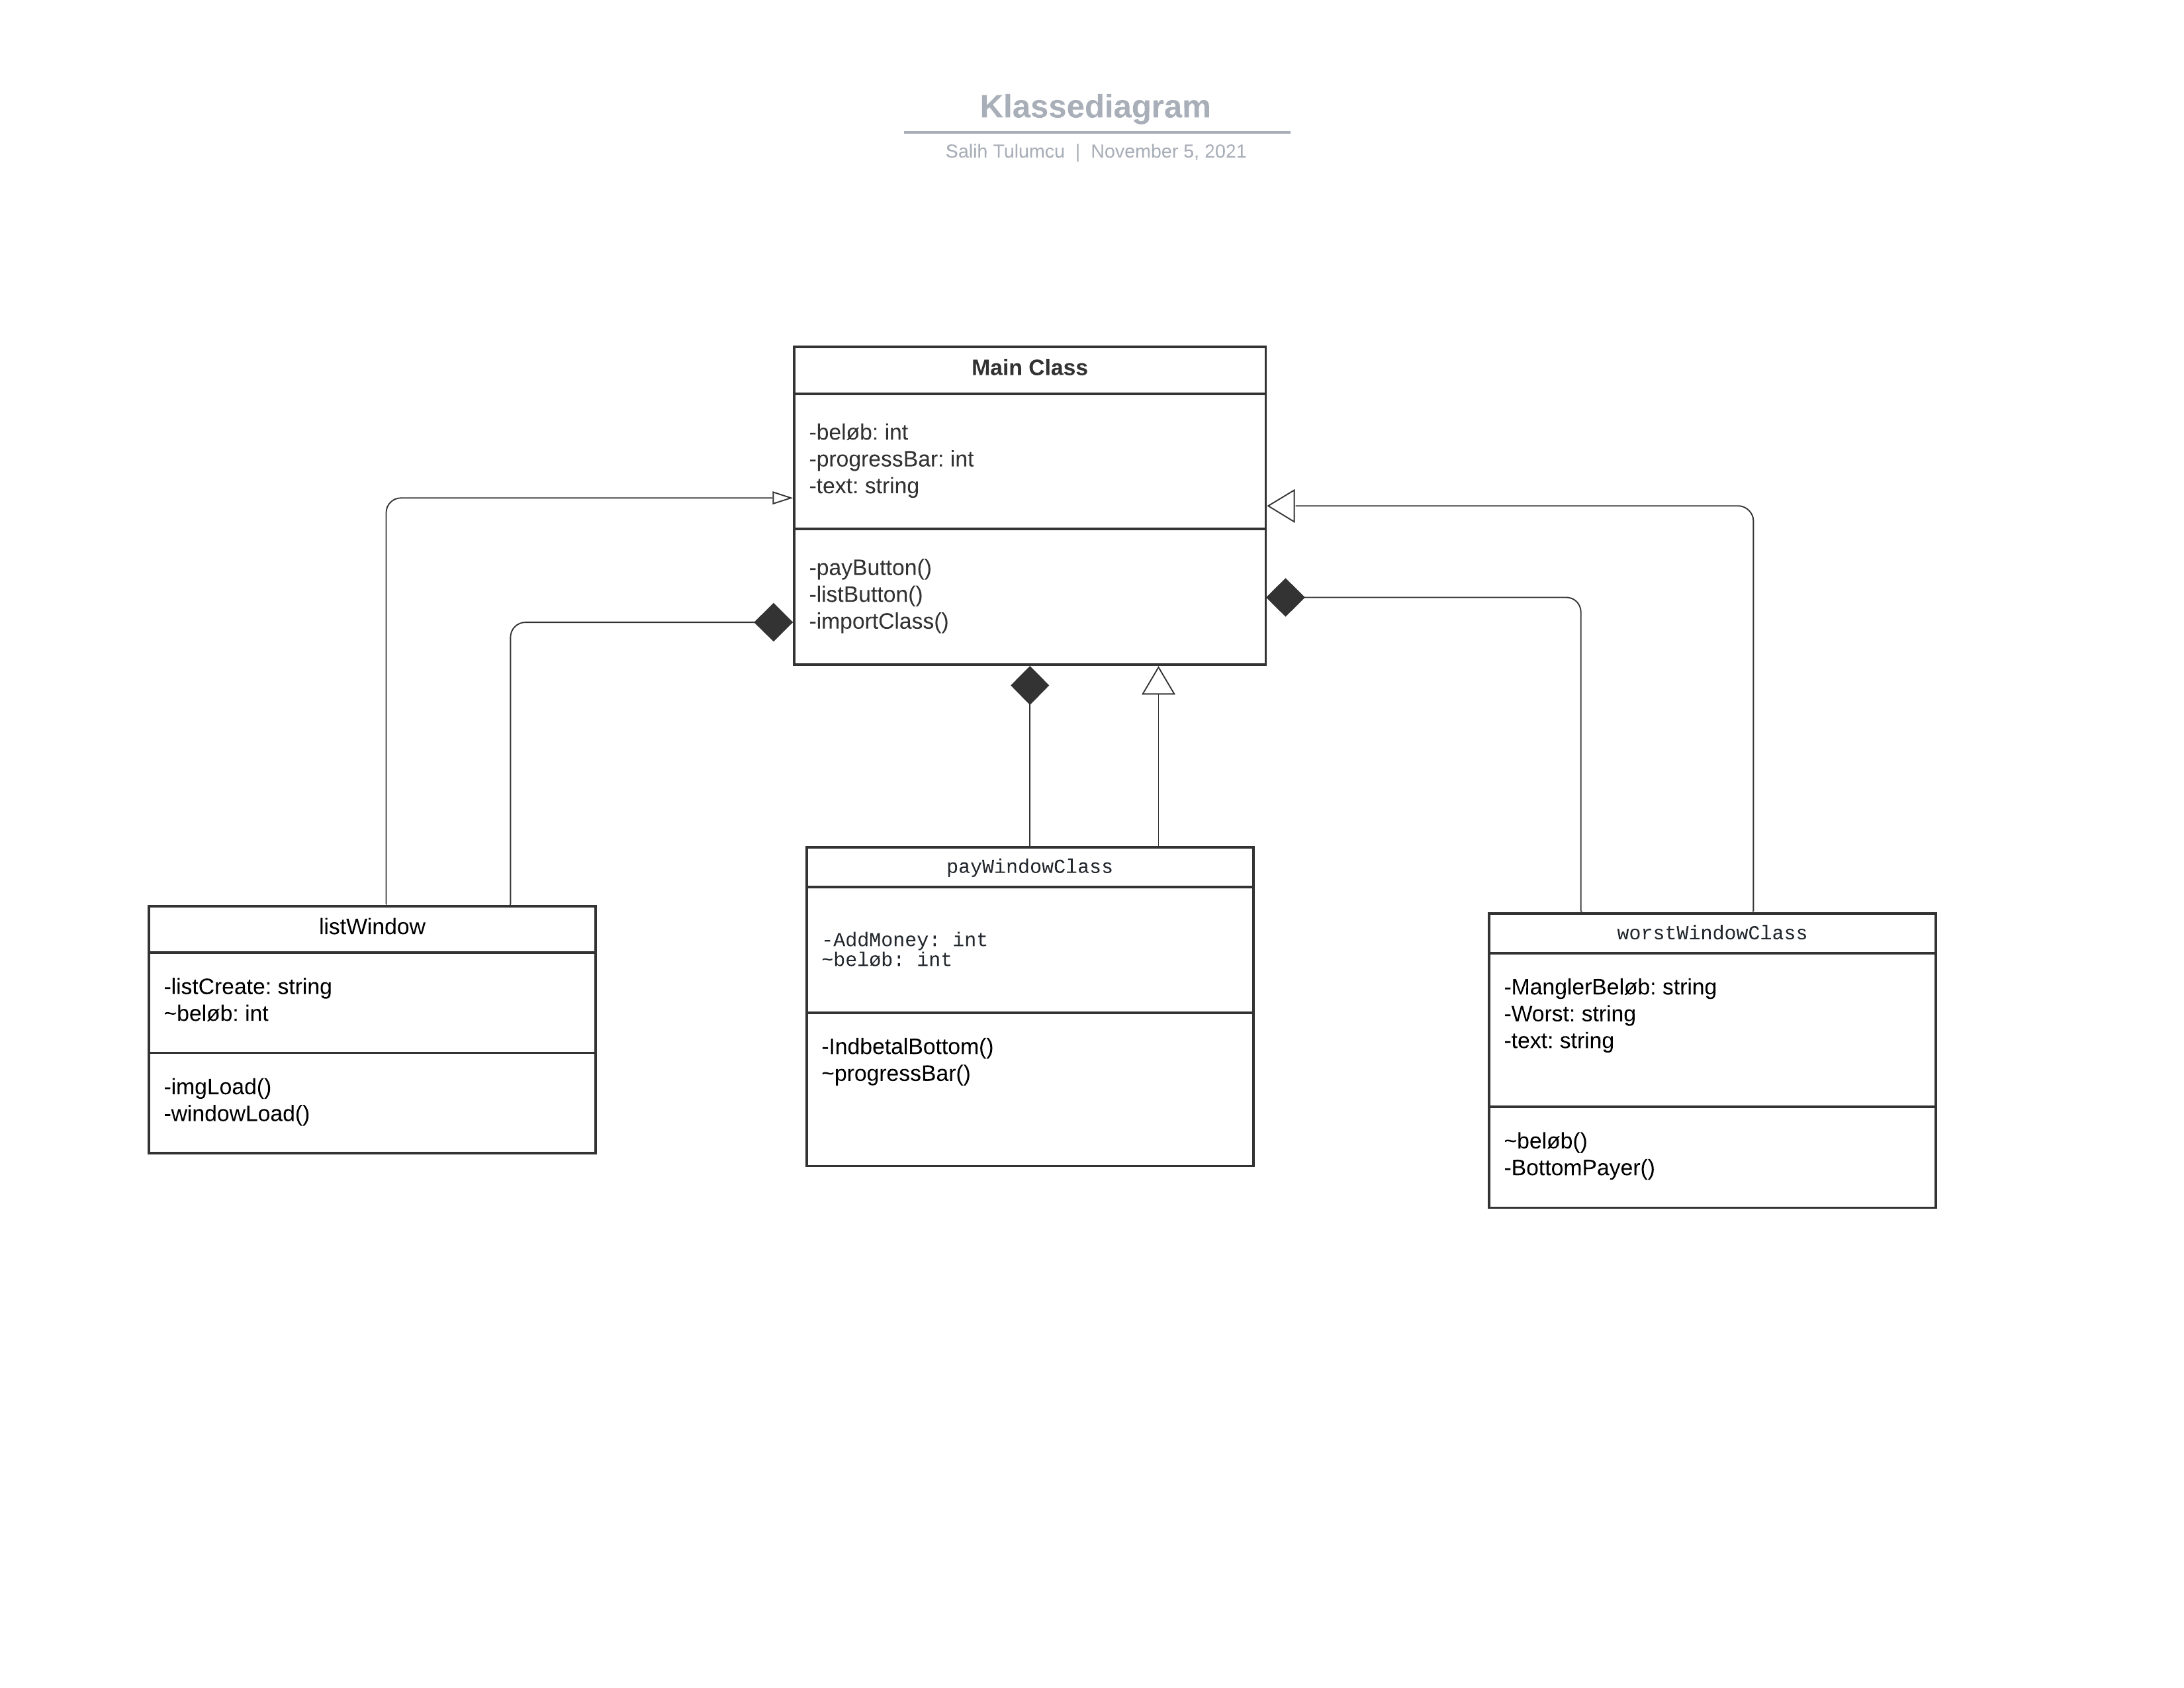 Klassediagram
Salih Tulumcu | November 5, 2021
Main Class
-beløb: int
-progressBar: int
-text: string
-payButton()
-listButton()
-importClass()
listWindow
-listCreate: string
~beløb: int
-imgLoad()
-windowLoad()
payWindowClass
-AddMoney: int
~beløb: int
-IndbetalBottom()
~progressBar()
worstWindowClass
-ManglerBeløb: string
-Worst: string
-text: string
~beløb()
-BottomPayer()